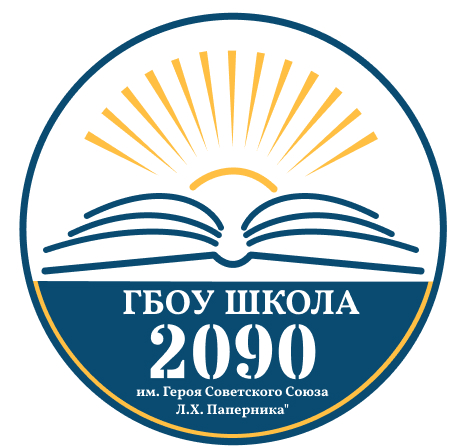 ГБОУ ШКОЛА
2090
им. Героя Советского Союза
Л.Х. Паперника"